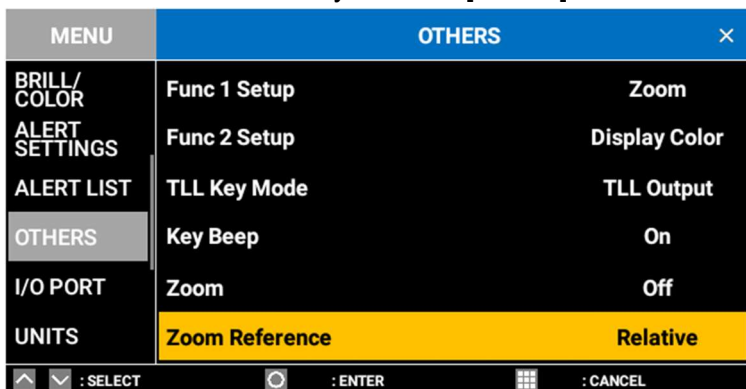 MENU OTHERS ×
BRILL/
COLOR
Func 1 Setup Zoom
ALERT
SETTINGS
Func 2 Setup Display Color
ALERT LIST TLL Key Mode TLL Output
OTHERS Key Beep On
I/O PORT Zoom Off
UNITS Zoom Reference Relative
: SELECT : ENTER : CANCEL